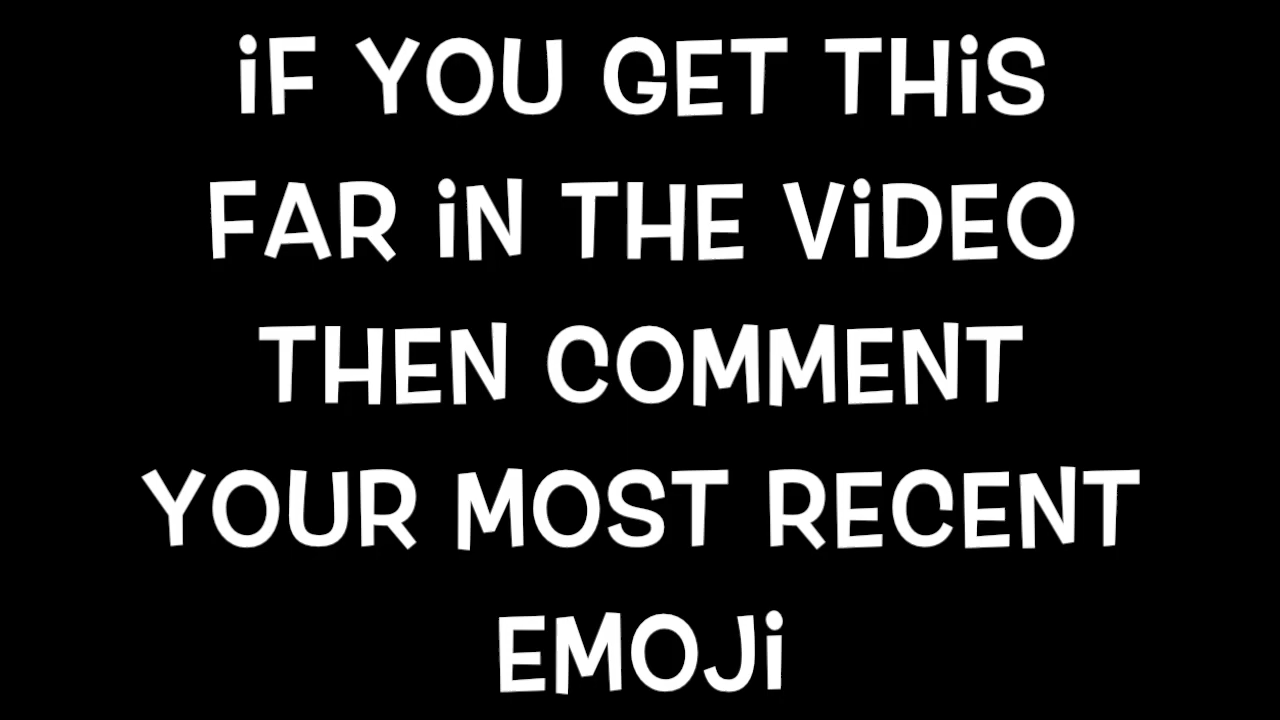 iF YOU GET THiS
FAR iN THE ViDEO
THEN COMMENT
YOUR MOST RECENT
EMOJi